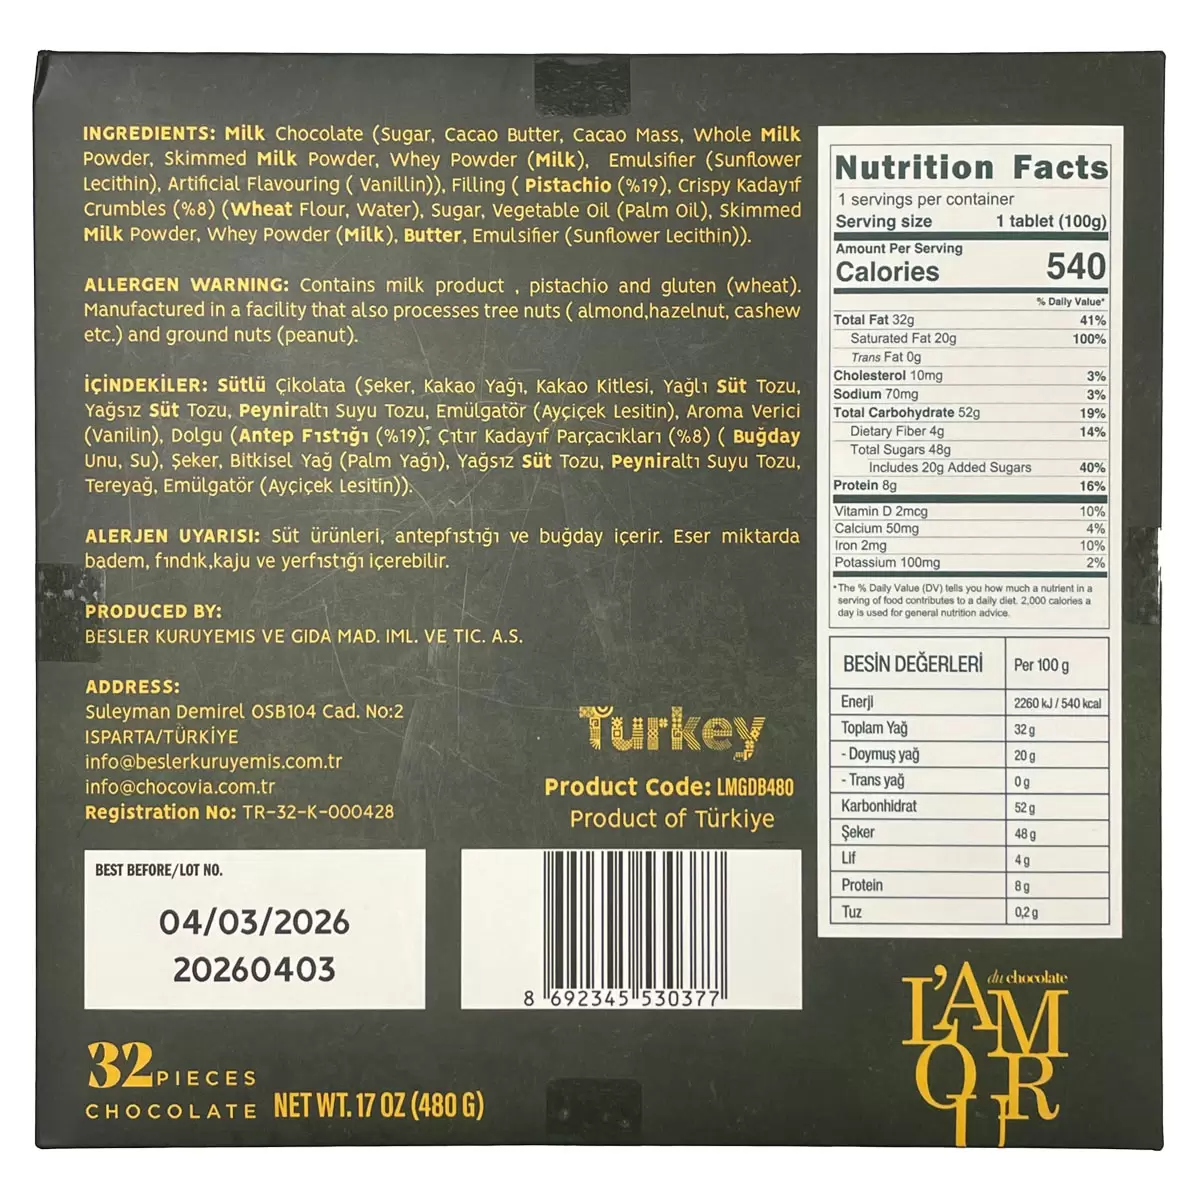 INGREDIENTS: Milk Chocolate (Sugar, Cacao Butter, Cacao Mass, Whole Milk
Powder, Skimmed Milk Powder, Whey Powder (Milk), Emulsifier (Sunflower
Lecithin), Artificial Flavouring ( Vanillin)), Filling ( Pistachio (%19), Crispy Kadayıf
Crumbles (%8) (Wheat Flour, Water), Sugar, Vegetable Oil (Palm Oil), Skimmed
Milk Powder, Whey Powder (Milk), Butter, Emulsifier (Sunflower Lecithin)).
ALLERGEN WARNING: Contains milk product , pistachio and gluten (wheat).
Manufactured in a facility that also processes tree nuts ( almond,hazelnut, cashew
etc.) and ground nuts (peanut).
İÇİNDEKİLER: Sütlü Çikolata (Şeker, Kakao Yağı, Kakao Kitlesi, Yağlı Süt Tozu,
Yağsız Süt Tozu, Peyniraltı Suyu Tozu, Emülgatör (Ayçiçek Lesitin), Aroma Verici
(Vanilin), Dolgu (Antep Fıstığı (%19), Çıtır Kadayıf Parçacıkları (%8) ( Buğday
Unu, Su), Şeker, Bitkisel Yağ (Palm Yağı), Yağsız Süt Tozu, Peyniraltı Suyu Tozu,
Tereyağ, Emülgatör (Ayçiçek Lesitin)).
ALERJEN UYARISI: Süt ürünleri, antepfıstığı ve buğday içerir. Eser miktarda
badem, fındık,kaju ve yerfıstığı içerebilir.
PRODUCED BY:
BESLER KURUYEMIS VE GIDA MAD. IML. VE TIC. A.S.
ADDRESS:
Suleyman Demirel OSB104 Cad. No:2
ISPARTA/TÜRKİYE
info@beslerkuruyemis.com.tr
info@chocovia.com.tr
Registration No: TR-32-K-000428
Turkey
Product Code: LMGDB480
Product of Türkiye
BEST BEFORE/LOT NO.
04/03/2026
20260403
8 692345 530377
32 PIECES
CHOCOLATE NET WT. 17 OZ (480 G)
Nutrition Facts
1 servings per container
Serving size 1 tablet (100g)
Amount Per Serving
Calories 540
% Daily Value*
Total Fat 32g 41%
Saturated Fat 20g 100%
Trans Fat 0g
Cholesterol 10mg 3%
Sodium 70mg 3%
Total Carbohydrate 52g 19%
Dietary Fiber 4g 14%
Total Sugars 48g
Includes 20g Added Sugars 40%
Protein 8g 16%
Vitamin D 2mcg 10%
Calcium 50mg 4%
Iron 2mg 10%
Potassium 100mg 2%
*The % Daily Value (DV) tells you how much a nutrient in a
serving of food contributes to a daily diet. 2,000 calories a
day is used for general nutrition advice.
BESİN DEĞERLERİ Per 100 g
Enerji 2260 kJ / 540 kcal
Toplam Yağ 32 g
- Doymuş yağ 20 g
- Trans yağ 0 g
Karbonhidrat 52 g
Şeker 48 g
Lif 4 g
Protein 8 g
Tuz 0,2 g
L'AMOUR
du chocolate